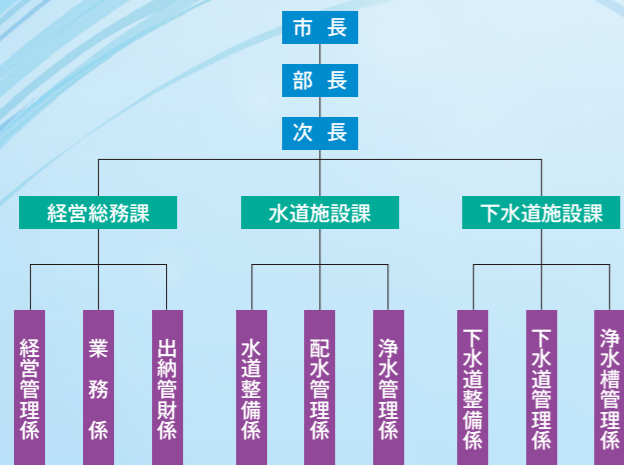 市長
部長
次長
経営総務課
水道施設課
下水道施設課
経営管理係
業務係
出納管財係
水道整備係
配水管理係
浄水管理係
下水道整備係
下水道管理係
浄水槽管理係